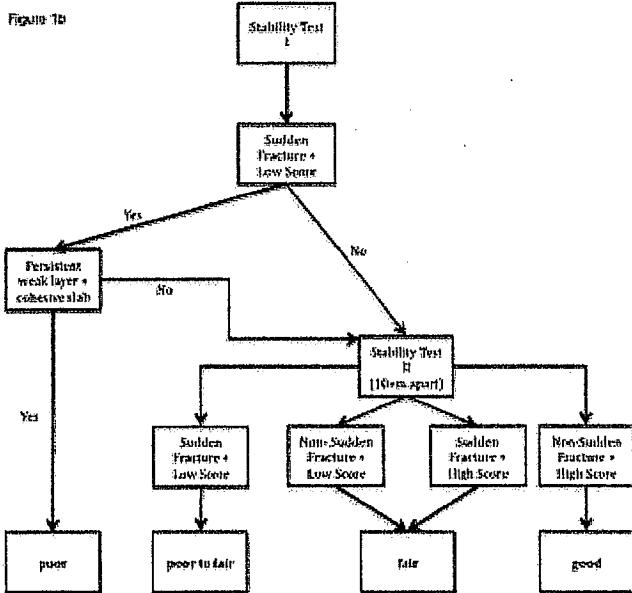 Figure 1b
Stability Test
I
Sudden
Fracture +
Low Score
Yes
No
Persistent
weak layer +
cohesive slab
No
Stability Test
II
(10+m apart)
Yes
Sudden
Fracture +
Low Score
Non-Sudden
Fracture +
Low Score
Sudden
Fracture +
High Score
Non-Sudden
Fracture +
High Score
poor
poor to fair
fair
good